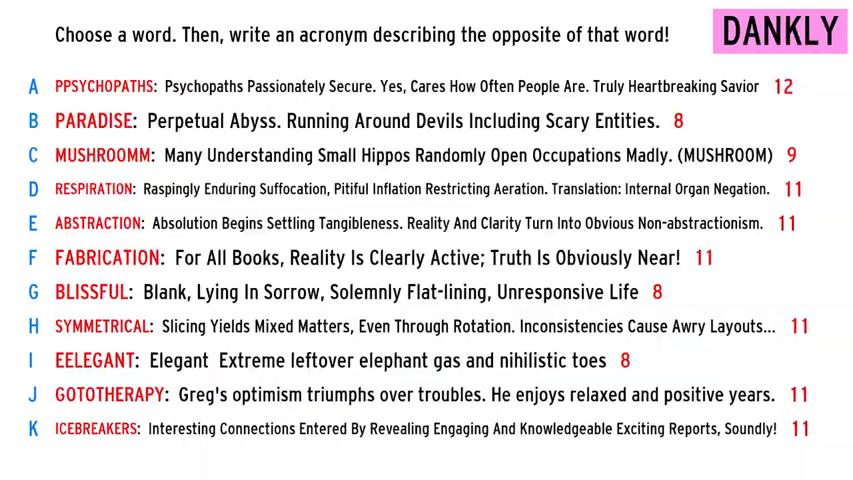 Choose a word. Then, write an acronym describing the opposite of that word! DANKLY
A PPSYCHOPATHS: Psychopaths Passionately Secure. Yes, Cares How Often People Are. Truly Heartbreaking Savior 12
B PARADISE: Perpetual Abyss. Running Around Devils Including Scary Entities. 8
C MUSHROOMM: Many Understanding Small Hippos Randomly Open Occupations Madly. (MUSHROOM) 9
D RESPIRATION: Raspingly Enduring Suffocation, Pitiful Inflation Restricting Aeration. Translation: Internal Organ Negation. 11
E ABSTRACTION: Absolution Begins Settling Tangibleness. Reality And Clarity Turn Into Obvious Non-abstractionism. 11
F FABRICATION: For All Books, Reality Is Clearly Active; Truth Is Obviously Near! 11
G BLISSFUL: Blank, Lying In Sorrow, Solemnly Flat-lining, Unresponsive Life 8
H SYMMETRICAL: Slicing Yields Mixed Matters, Even Through Rotation. Inconsistencies Cause Awry Layouts... 11
I EELEGANT: Elegant Extreme leftover elephant gas and nihilistic toes 8
J GOTOTHERAPY: Greg's optimism triumphs over troubles. He enjoys relaxed and positive years. 11
K ICEBREAKERS: Interesting Connections Entered By Revealing Engaging And Knowledgeable Exciting Reports, Soundly! 11